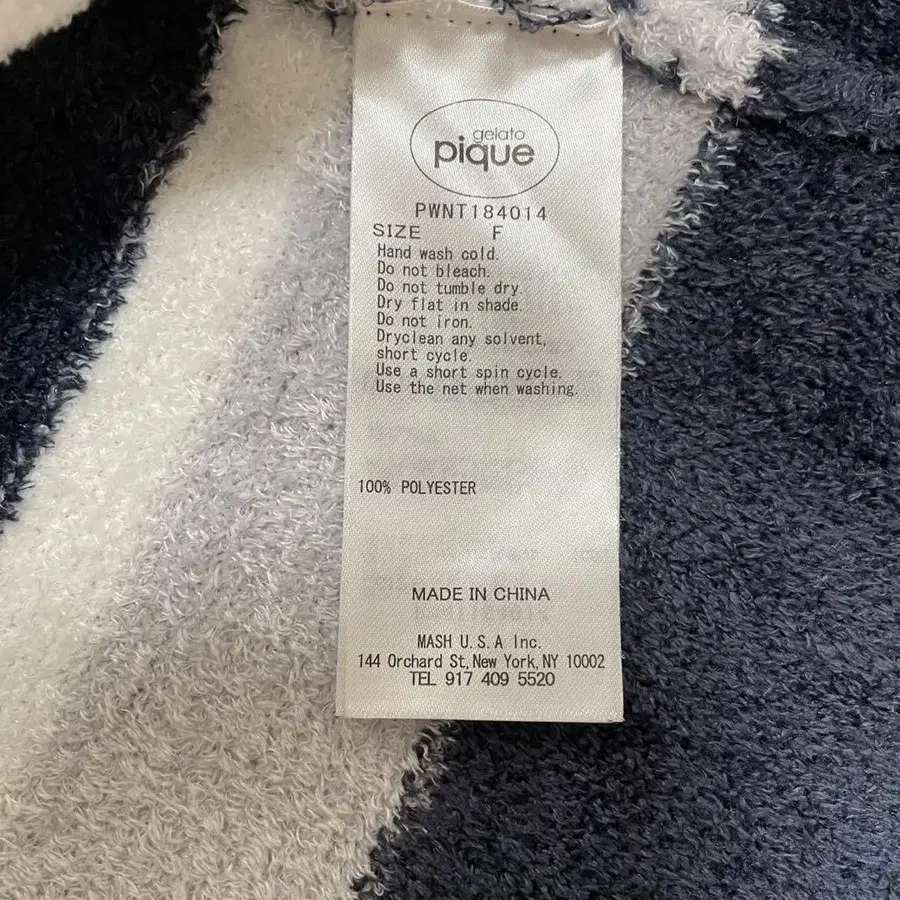 gelato
pique
PWNT184014
SIZE F
Hand wash cold.
Do not bleach.
Do not tumble dry.
Dry flat in shade.
Do not iron.
Dryclean any solvent,
short cycle.
Use a short spin cycle.
Use the net when washing.
100% POLYESTER
MADE IN CHINA
MASH U.S.A Inc.
144 Orchard St, New York, NY 10002
TEL 917 409 5520